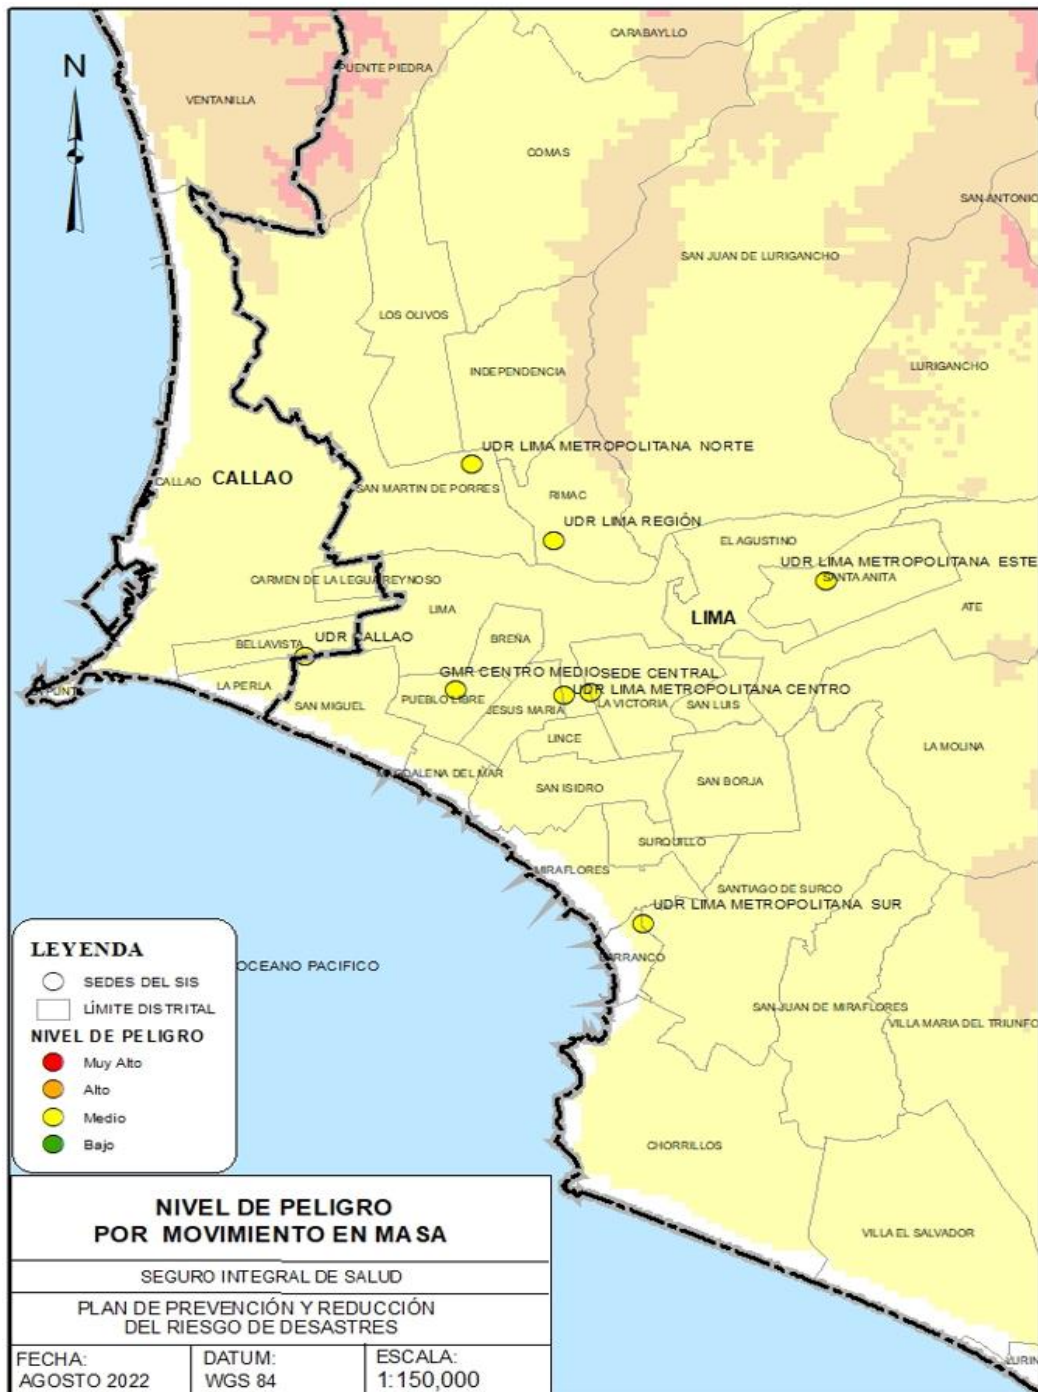 CARABAYLLO
N
PUENTE PIEDRA
VENTANILLA
COMAS
SAN ANTONIO
SAN JUAN DE LURIGANCHO
LOS OLIVOS
INDEPENDENCIA
LURIGANCHO
UDR LIMA METROPOLITANA NORTE
CALLAO
CALLAO
SAN MARTIN DE PORRES
RIMAC
UDR LIMA REGIÓN
EL AGUSTINO
UDR LIMA METROPOLITANA ESTE
SANTA ANITA
CARMEN DE LA LEGUA REYNOSO
LIMA
LIMA
ATE
BELLAVISTA
UDR CALLAO
BREÑA
GMR CENTRO MEDIO
SEDE CENTRAL
LA PERLA
UDR LIMA METROPOLITANA CENTRO
PUEBLO LIBRE
LA VICTORIA
SAN MIGUEL
JESUS MARIA
SAN LUIS
LINCE
LA MOLINA
MAGDALENA DEL MAR
SAN ISIDRO
SAN BORJA
SURQUILLO
MIRAFLORES
SANTIAGO DE SURCO
UDR LIMA METROPOLITANA SUR
BARRANCO
OCEANO PACIFICO
SAN JUAN DE MIRAFLORES
VILLA MARIA DEL TRIUNFO
CHORRILLOS
VILLA EL SALVADOR
LEYENDA
SEDES DEL SIS
LÍMITE DISTRITAL
NIVEL DE PELIGRO
Muy Alto
Alto
Medio
Bajo
NIVEL DE PELIGRO
POR MOVIMIENTO EN MASA
SEGURO INTEGRAL DE SALUD
PLAN DE PREVENCIÓN Y REDUCCIÓN
DEL RIESGO DE DESASTRES
FECHA:
AGOSTO 2022
DATUM:
WGS 84
ESCALA:
1:150,000